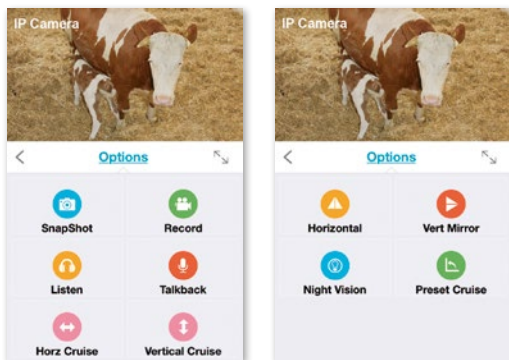 IP Camera
Options
SnapShot
Record
Listen
Talkback
Horz Cruise
Vertical Cruise
IP Camera
Options
Horizontal
Vert Mirror
Night Vision
Preset Cruise